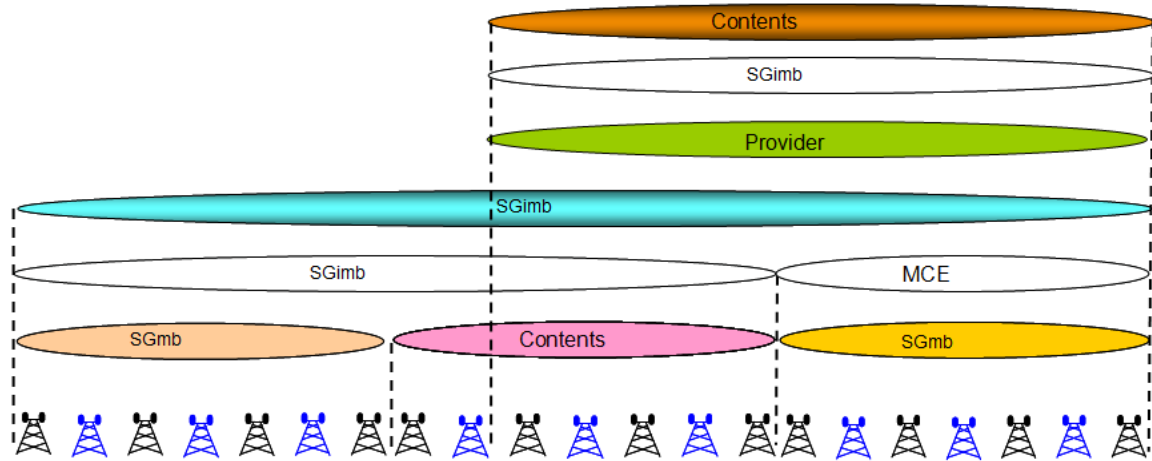 Contents
SGimb
Provider
SGimb
SGimb
MCE
SGmb
Contents
SGmb